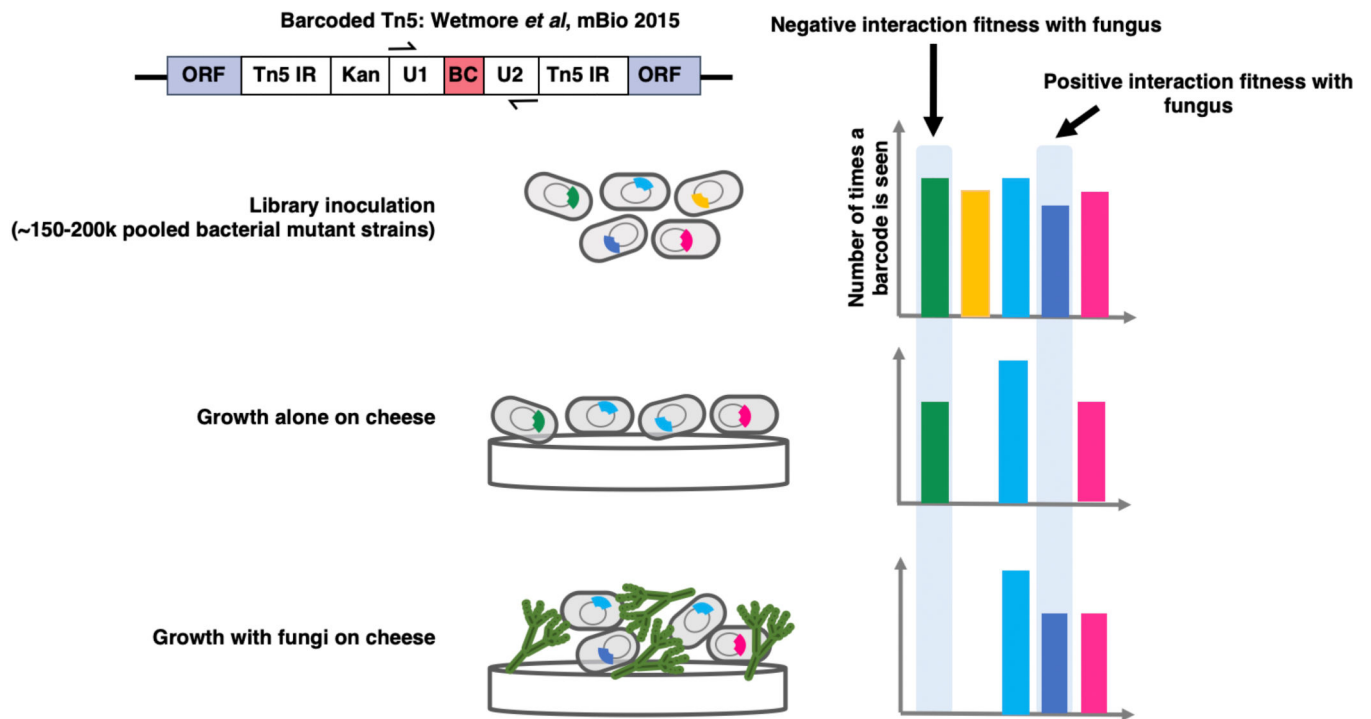 Barcoded Tn5: Wetmore et al, mBio 2015
ORF Tn5 IR Kan U1 BC U2 Tn5 IR ORF
Negative interaction fitness with fungus
Positive interaction fitness with
fungus
Number of times a
barcode is seen
Library inoculation
(~150-200k pooled bacterial mutant strains)
Growth alone on cheese
Growth with fungi on cheese